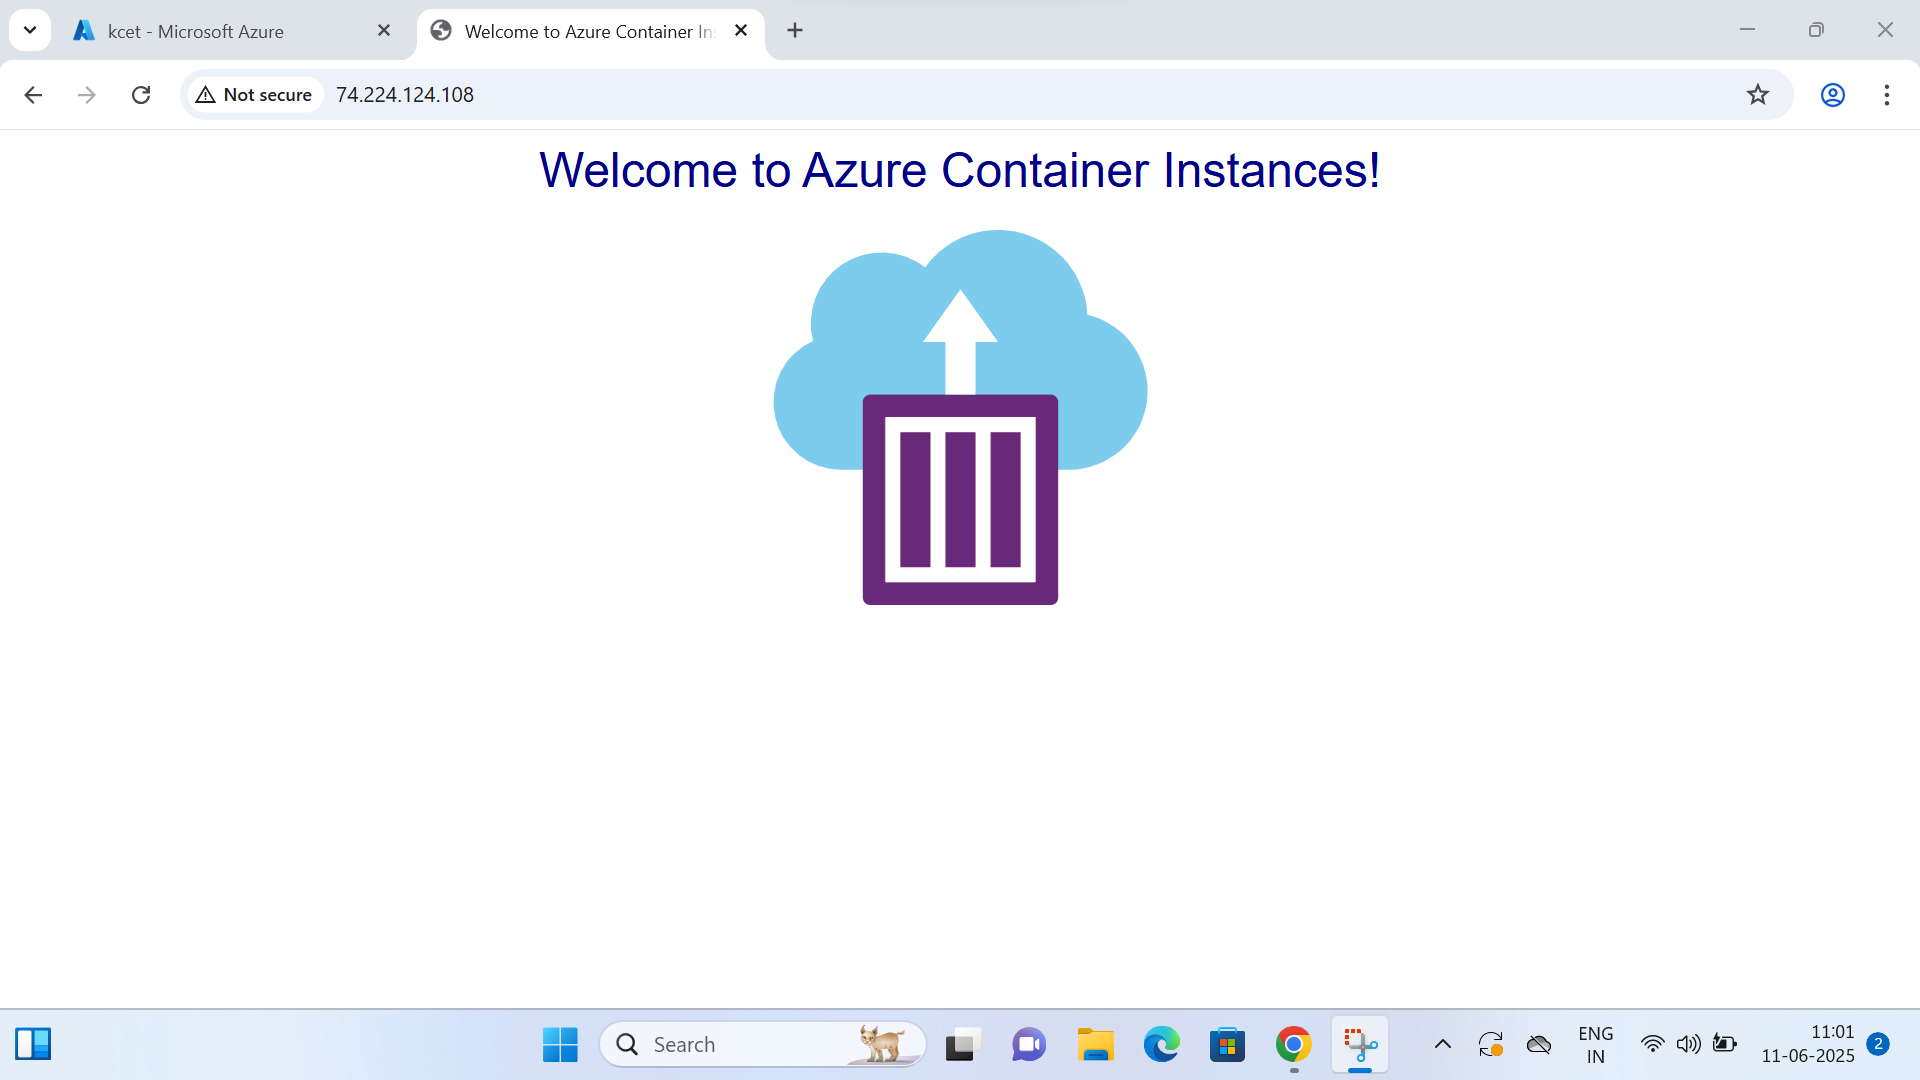 kcet - Microsoft Azure
Welcome to Azure Container In
Not secure
74.224.124.108
Welcome to Azure Container Instances!
Search
ENG
IN
11:01
11-06-2025
2